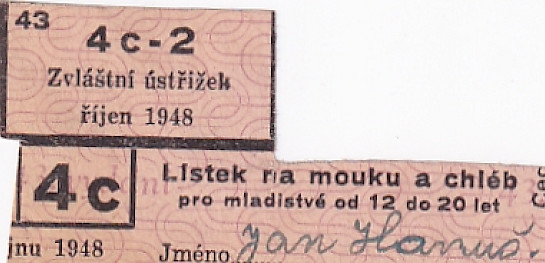 43
4 c - 2
Zvláštní ústřižek
říjen 1948
4c
Lístek na mouku a chléb
pro mladistvé od 12 do 20 let
jnu 1948
Jméno Jan Hanuš.